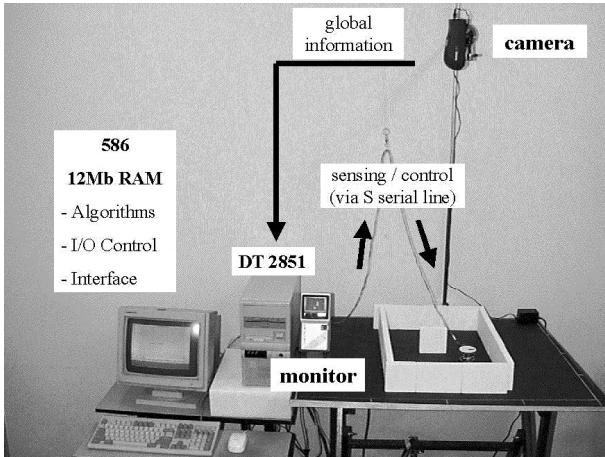 global
information
camera
586
12Mb RAM
- Algorithms
- I/O Control
- Interface
sensing / control
(via S serial line)
DT 2851
monitor